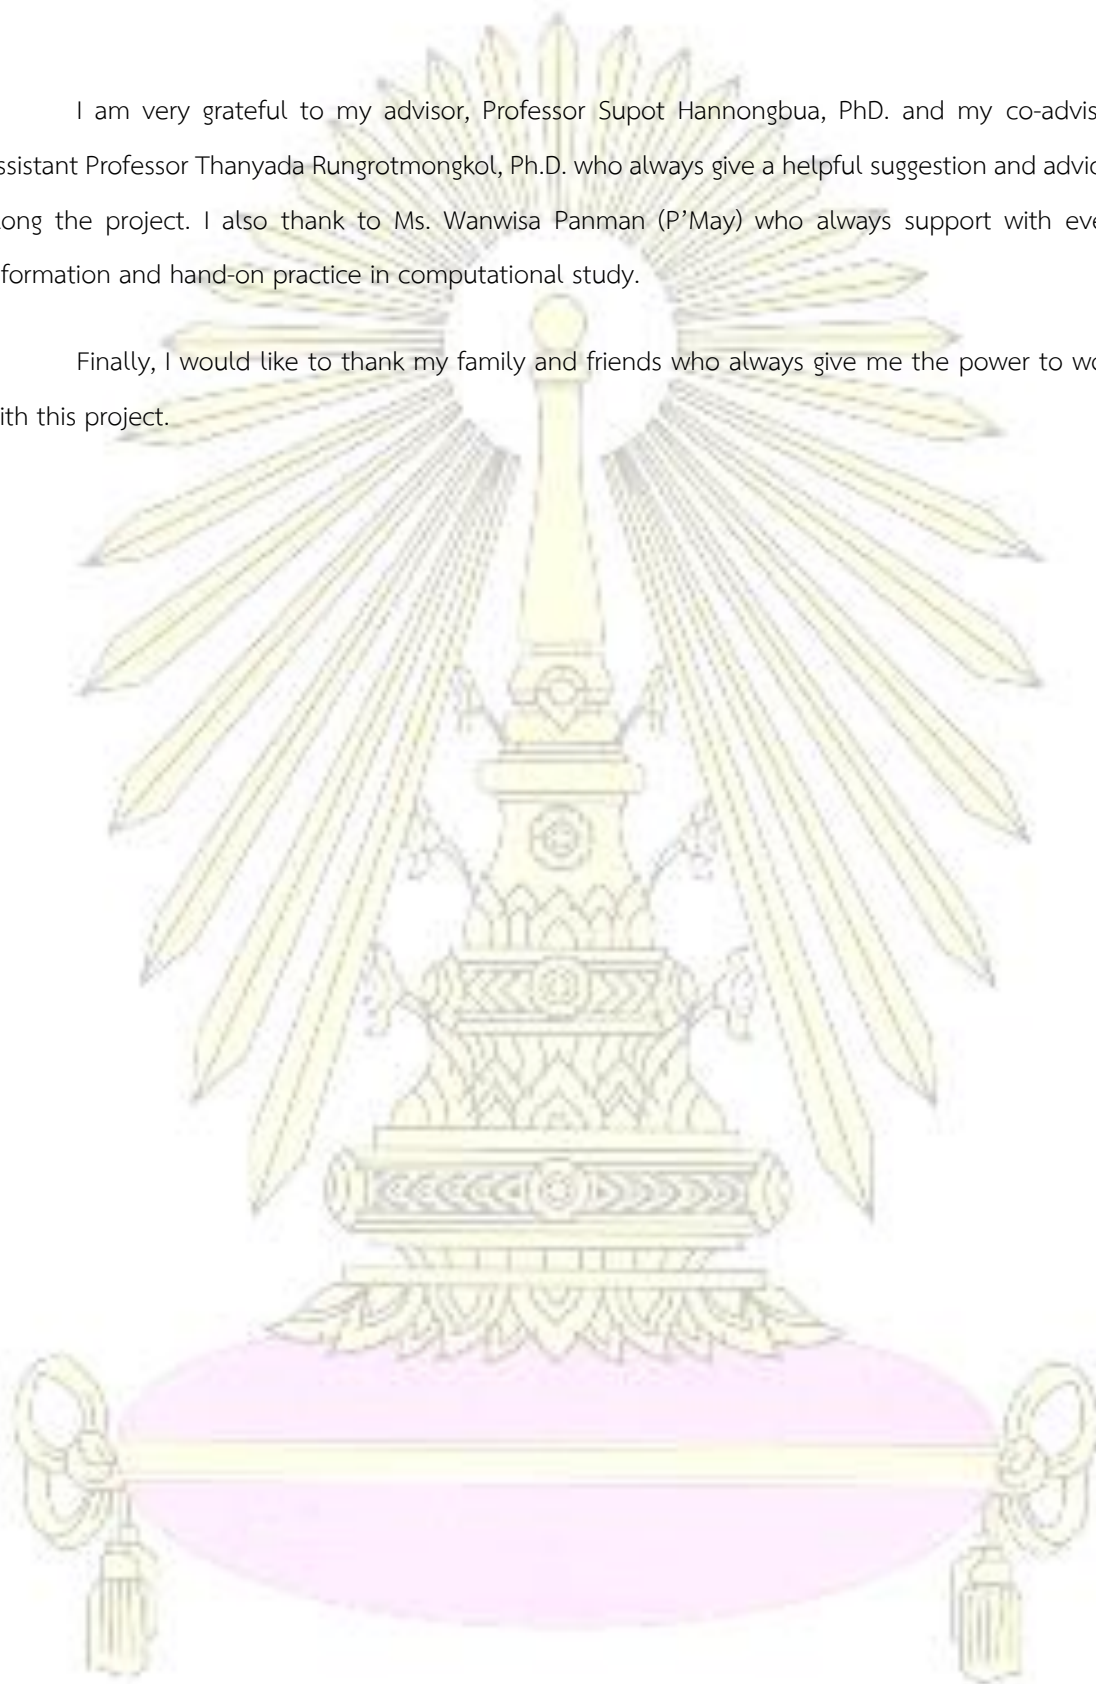 I am very grateful to my advisor, Professor Supot Hannongbua, PhD. and my co-advis
ssistant Professor Thanyada Rungrotmongkol, Ph.D. who always give a helpful suggestion and advic
ong the project. I also thank to Ms. Wanwisa Panman (P'May) who always support with eve
formation and hand-on practice in computational study.
Finally, I would like to thank my family and friends who always give me the power to wo
ith this project.